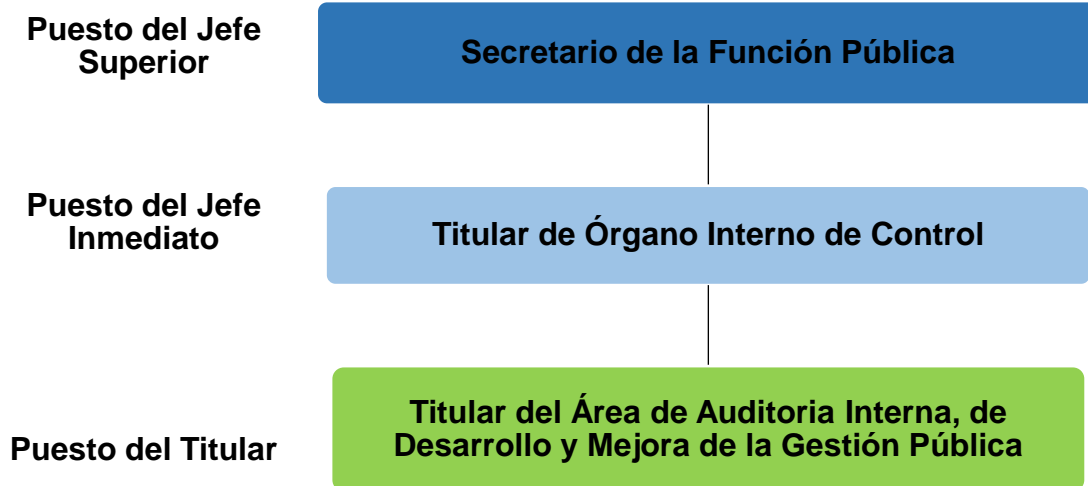 Puesto del Jefe
Superior
Secretario de la Función Pública
Puesto del Jefe
Inmediato
Titular de Órgano Interno de Control
Titular del Área de Auditoria Interna, de
Desarrollo y Mejora de la Gestión Pública
Puesto del Titular